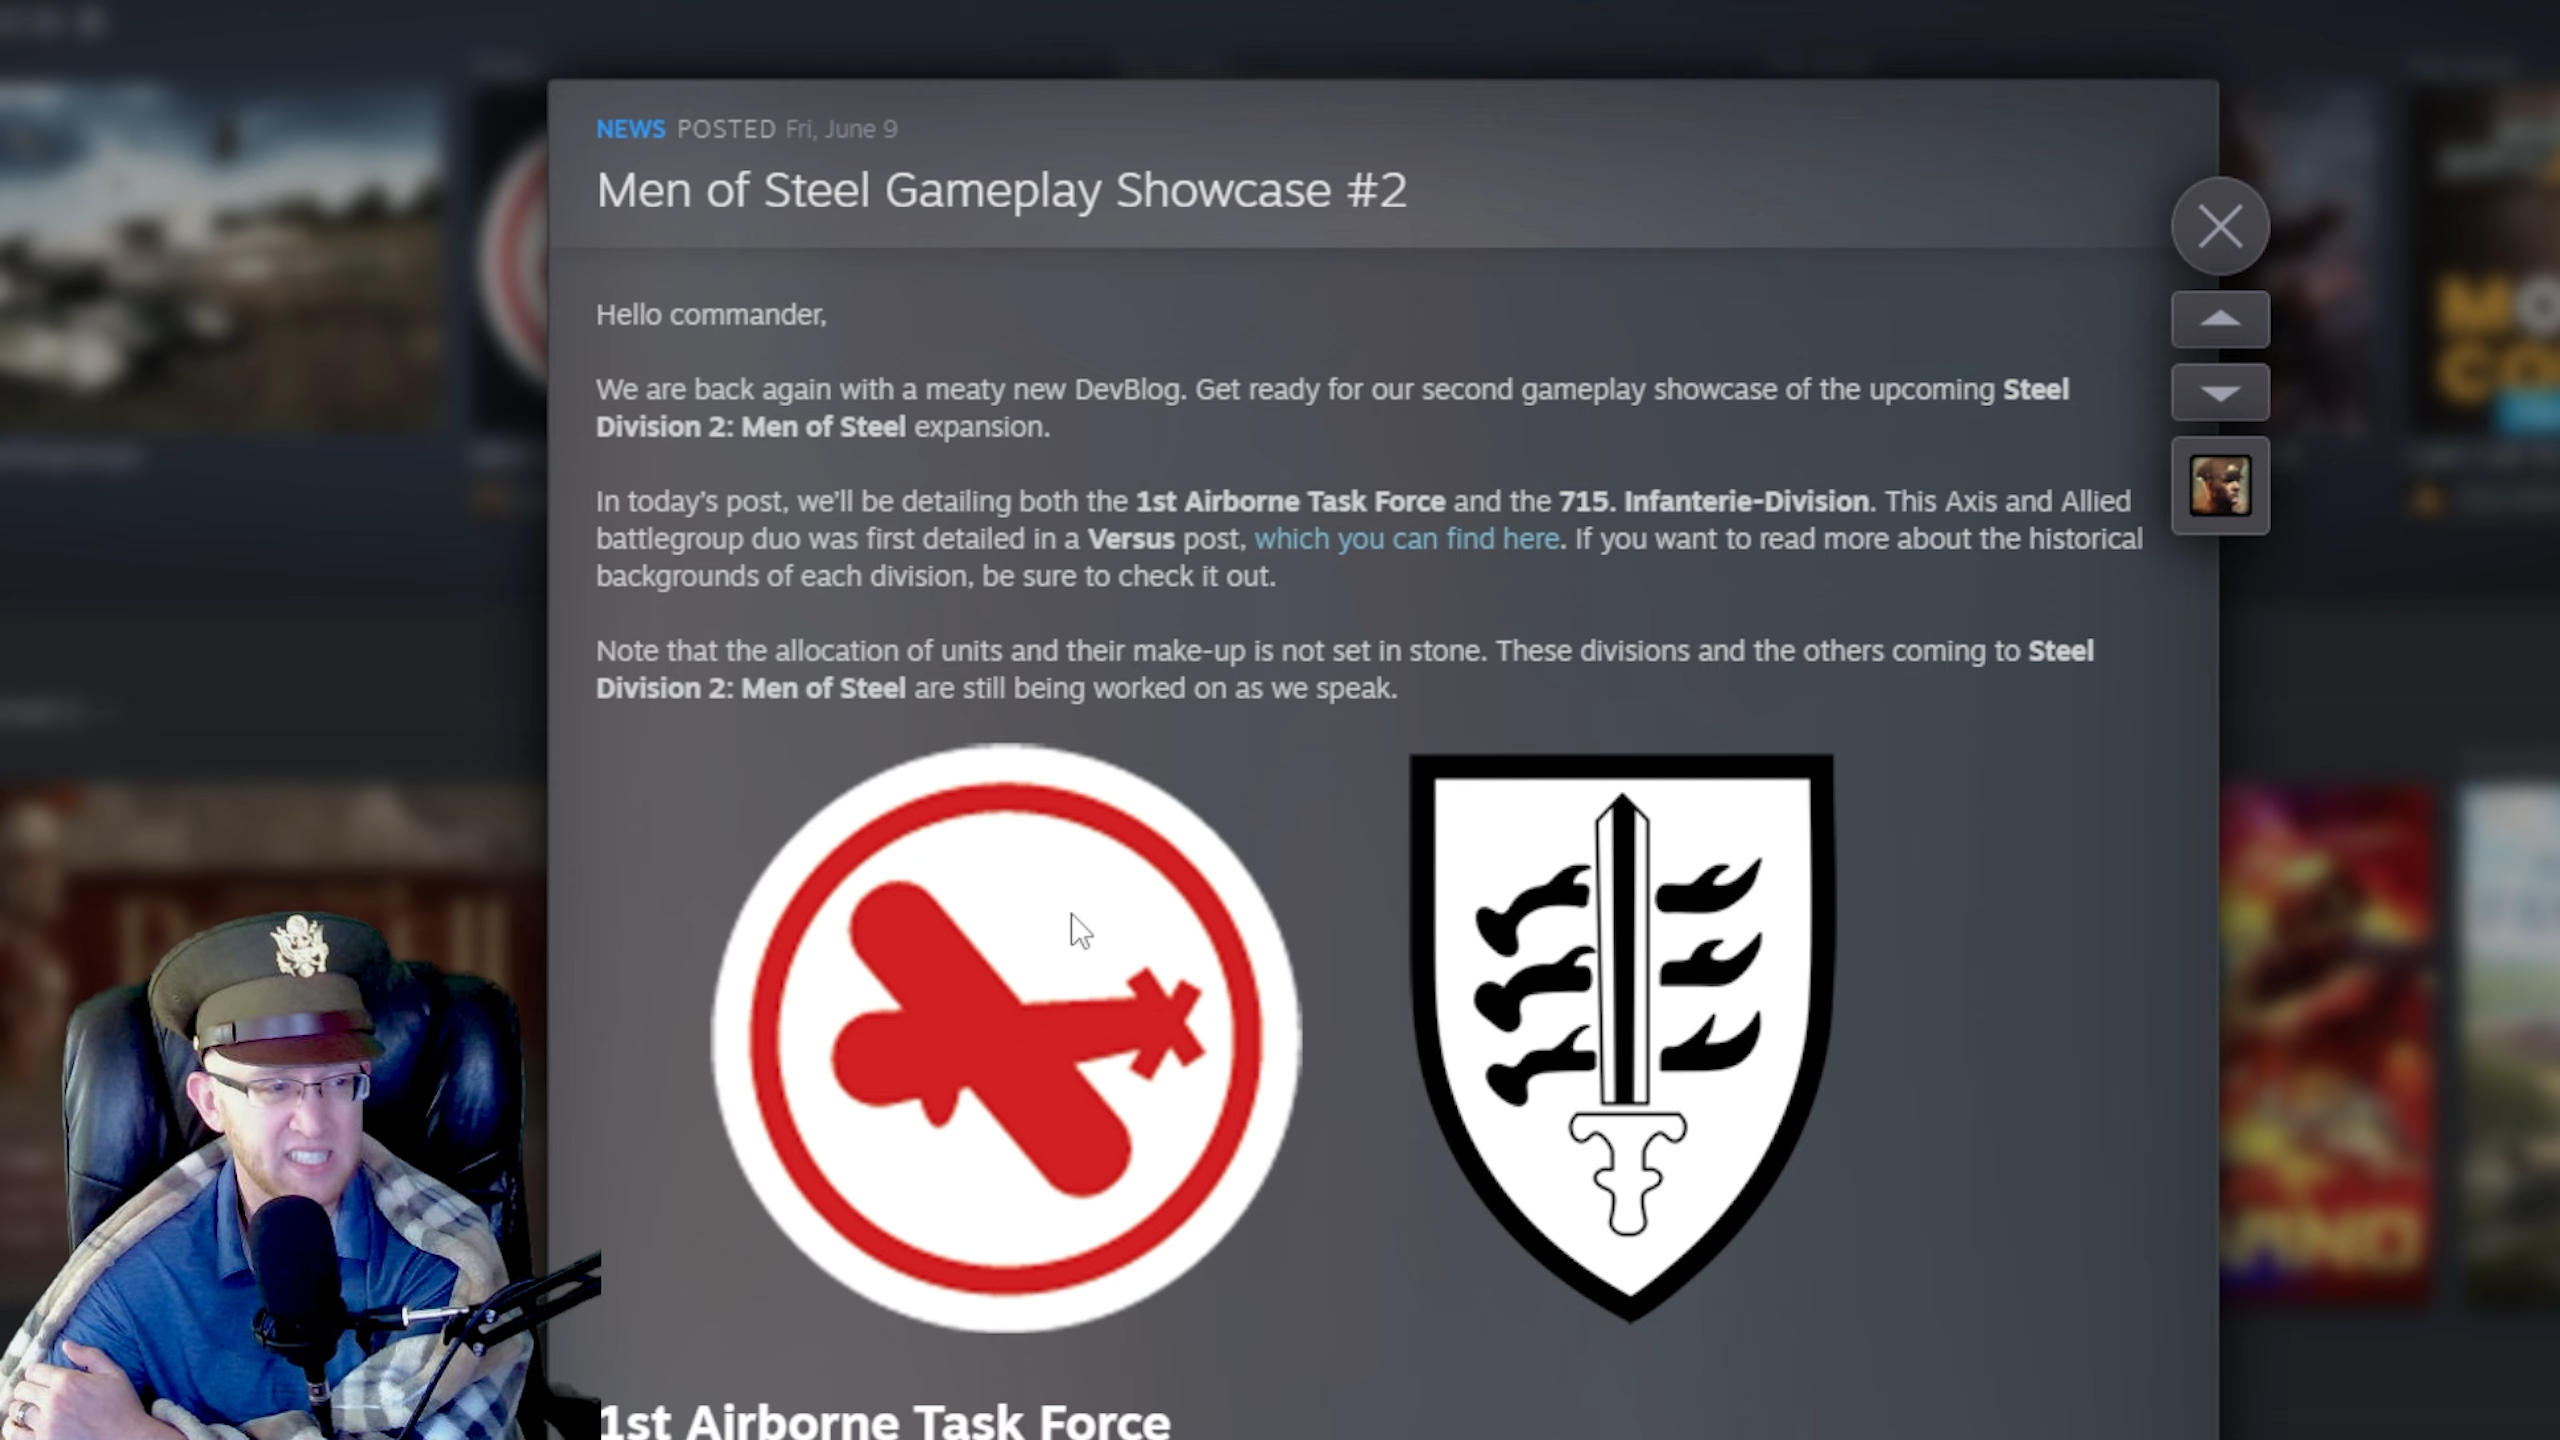 NEWS POSTED Fri, June 9
Men of Steel Gameplay Showcase #2
Hello commander,
We are back again with a meaty new DevBlog. Get ready for our second gameplay showcase of the upcoming Steel
Division 2: Men of Steel expansion.
In today's post, we'll be detailing both the 1st Airborne Task Force and the 715. Infanterie-Division. This Axis and Allied
battlegroup duo was first detailed in a Versus post, which you can find here. If you want to read more about the historical
backgrounds of each division, be sure to check it out.
Note that the allocation of units and their make-up is not set in stone. These divisions and the others coming to Steel
Division 2: Men of Steel are still being worked on as we speak.
1st Airborne Task Force